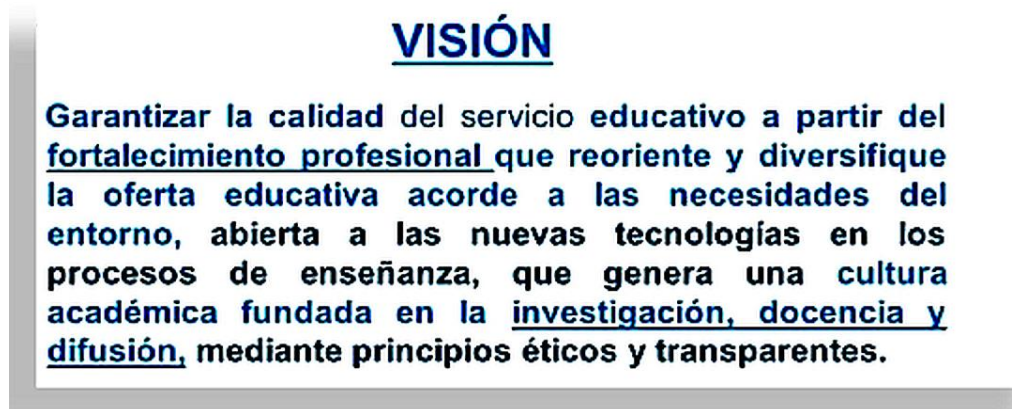 VISIÓN
Garantizar la calidad del servicio educativo a partir del
fortalecimiento profesional que reoriente y diversifique
la oferta educativa acorde a las necesidades del
entorno, abierta a las nuevas tecnologías en los
procesos de enseñanza, que genera una cultura
académica fundada en la investigación, docencia y
difusión, mediante principios éticos y transparentes.